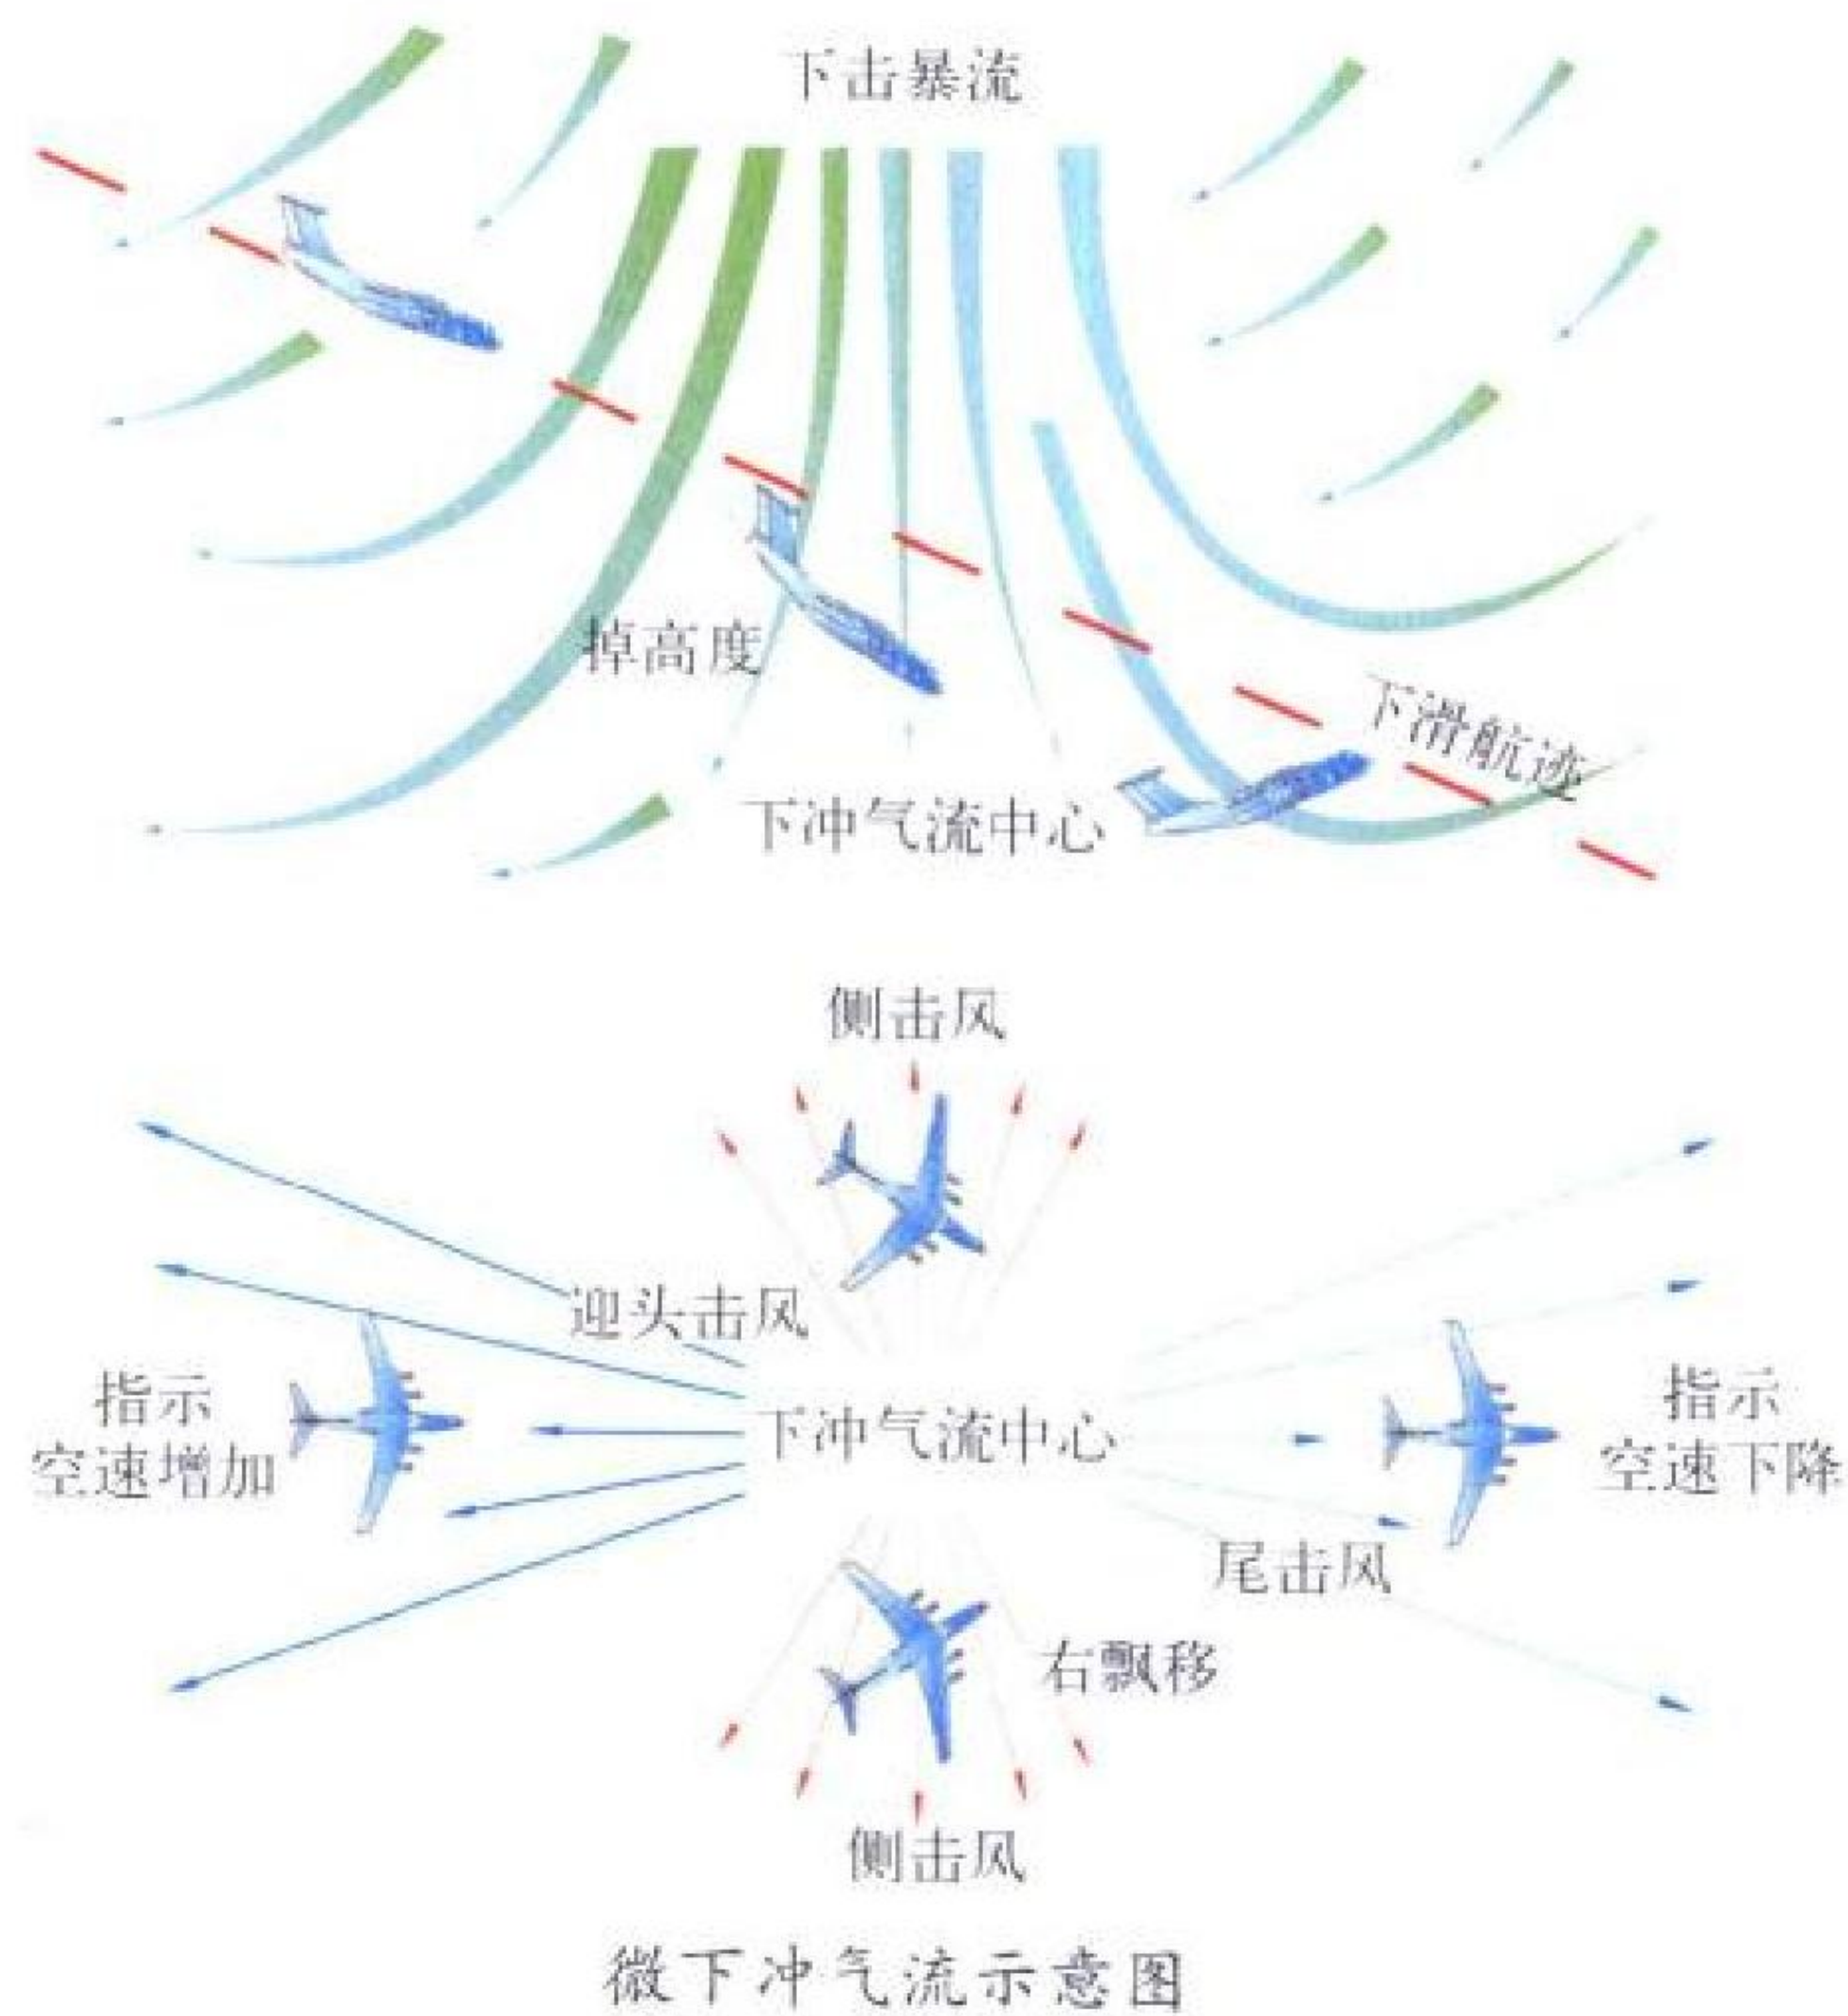 下击暴流
掉高度
下滑航迹
下冲气流中心
侧击风
迎头击风
指示
空速增加
下冲气流中心
指示
空速下降
尾击风
右飘移
侧击风
微下冲气流示意图